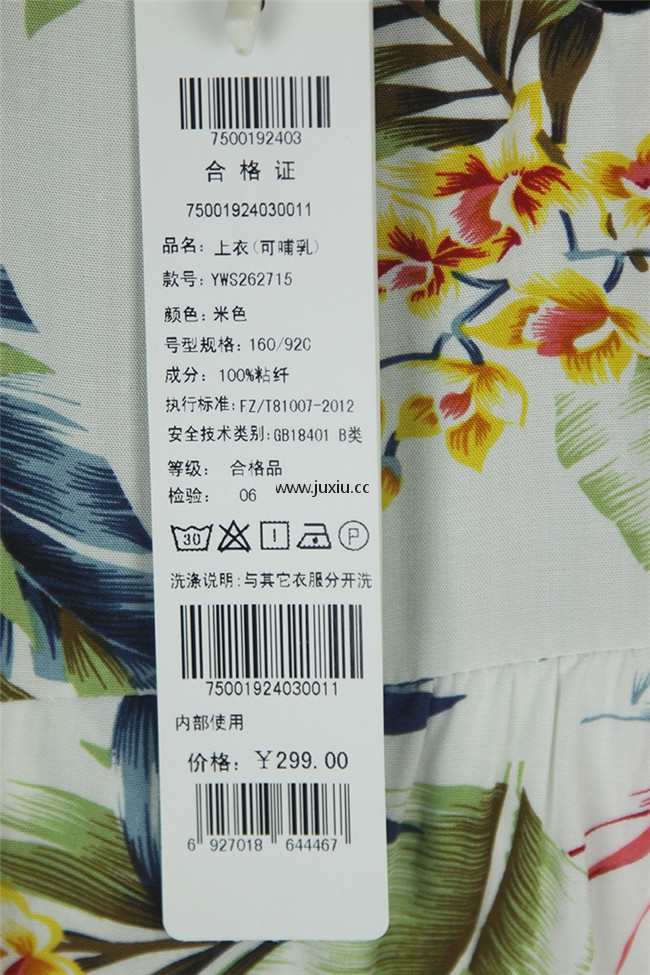 7500192403
合格证
75001924030011
品名: 上衣(可哺乳)
款号: YWS262715
颜色: 米色
号型规格: 160/92C
成分: 100%粘纤
执行标准: FZ/T81007-2012
安全技术类别: GB18401 B类
等级: 合格品
检验: 06
www.juxiu.cc
30 P
洗涤说明: 与其它衣服分开洗
75001924030011
内部使用
价格: ¥299.00
6 927018 644467